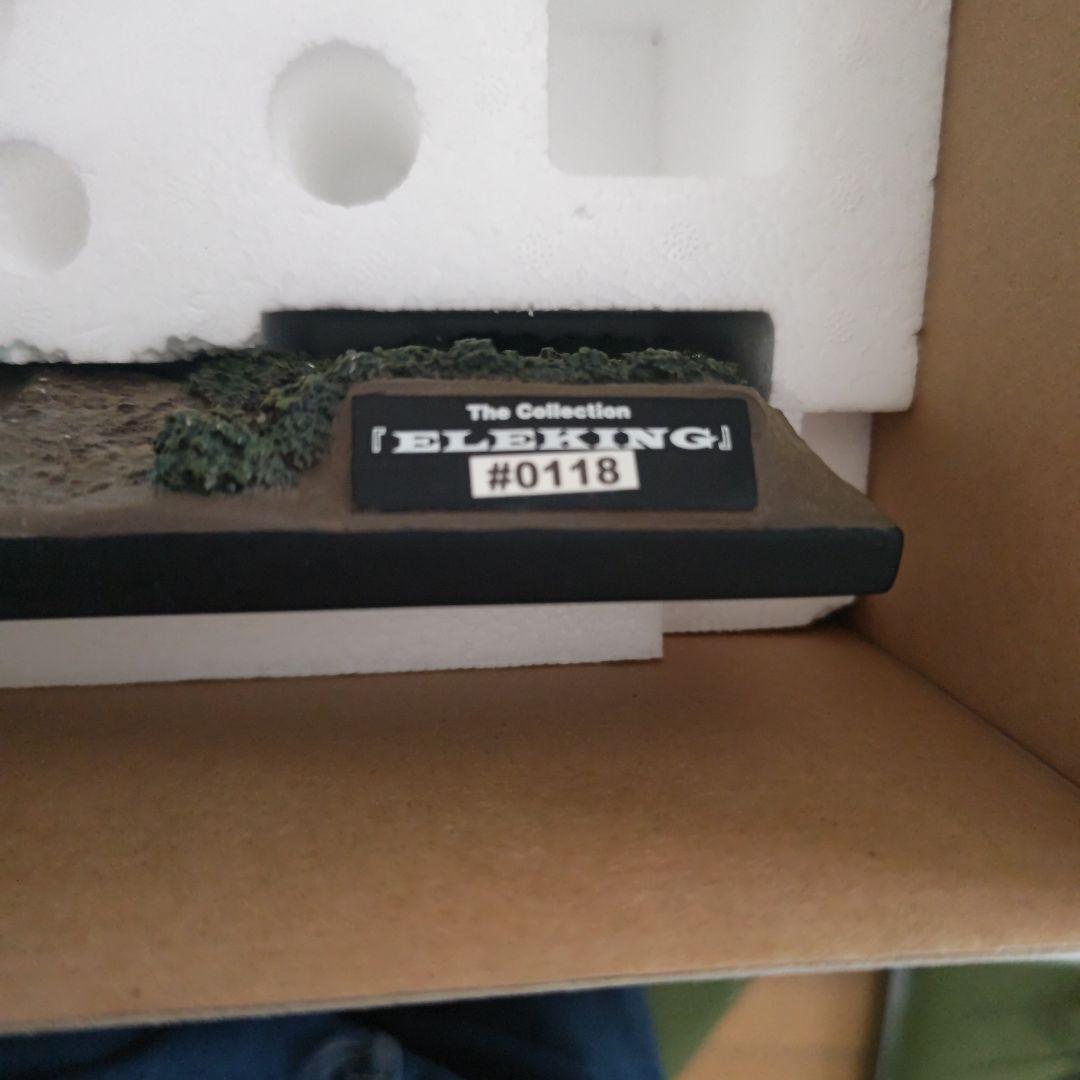 The Collection
『ELEKING』
#0118